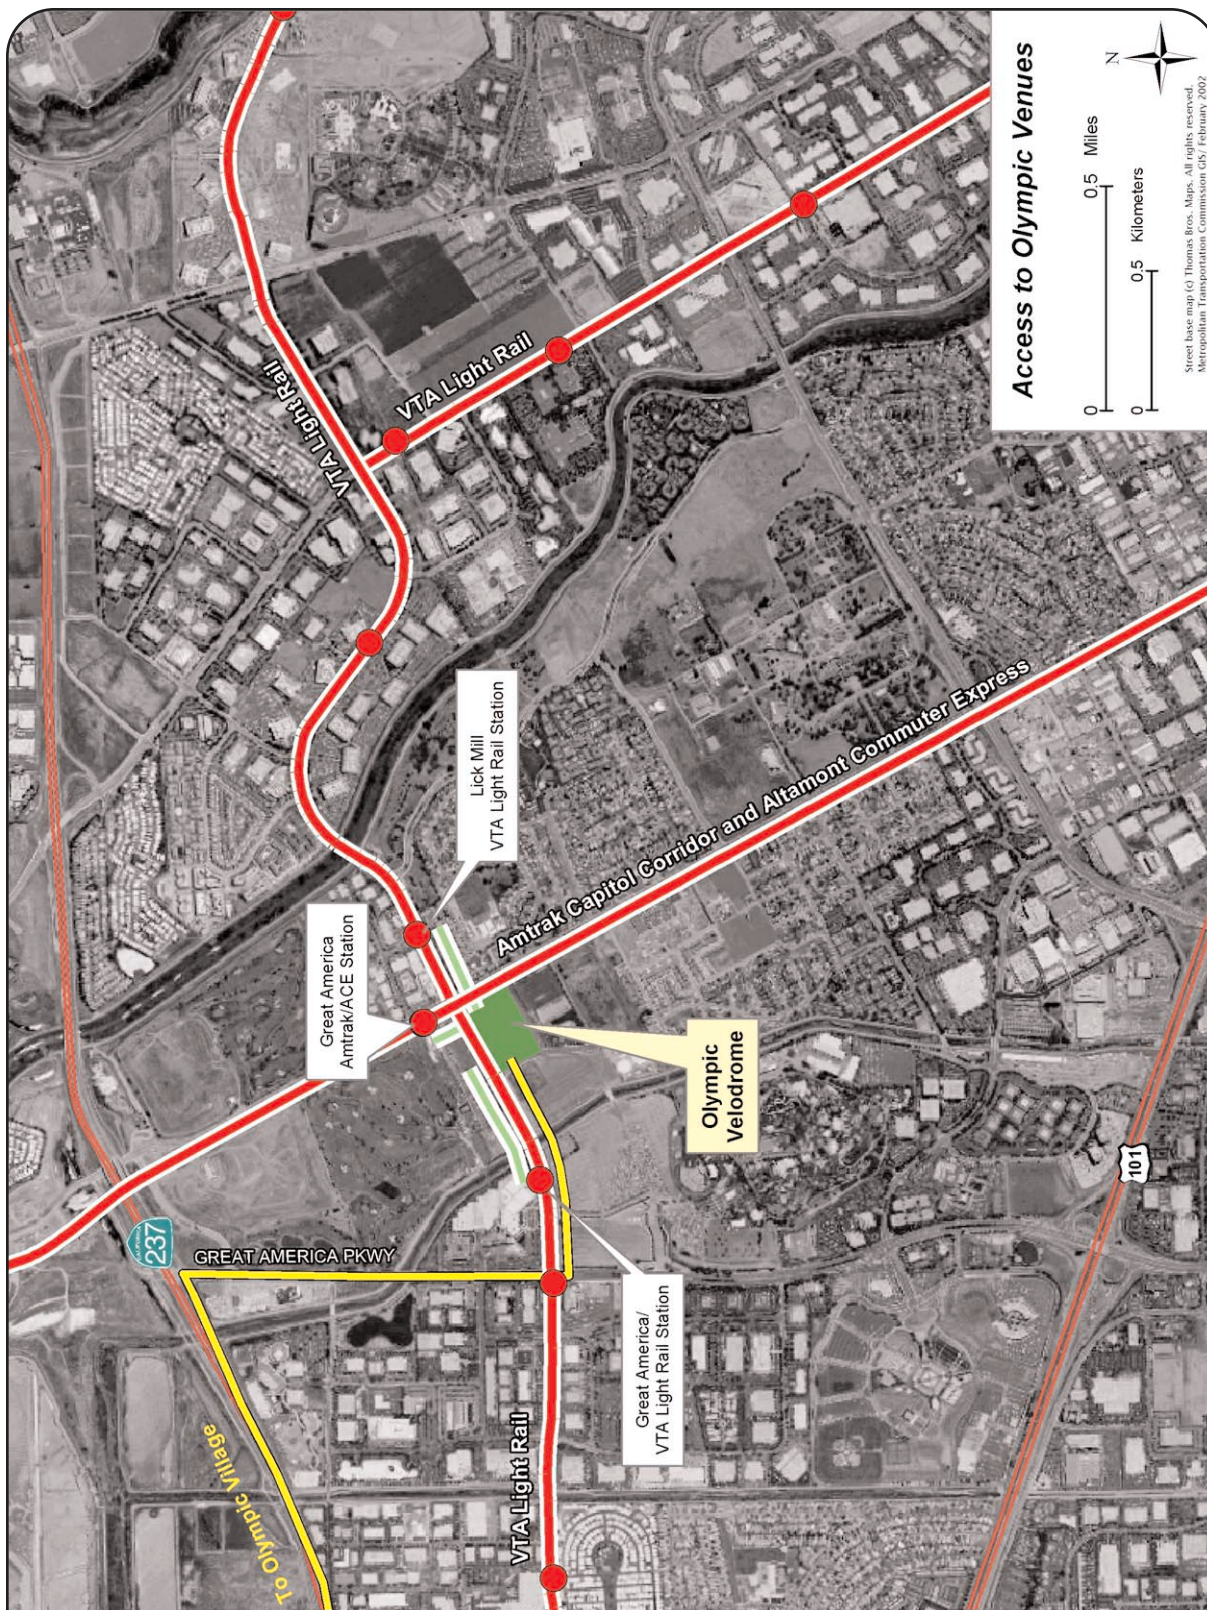 Access to Olympic Venues
N
0 0.5 Miles
0 0.5 Kilometers
Street base map (c) Thomas Bros. Maps. All rights reserved.
Metropolitan Transportation Commission GIS/ February 2002
VTA Light Rail
VTA Light Rail
Lick Mill
VTA Light Rail Station
Great America
Amtrak/ACE Station
Amtrak Capitol Corridor and Altamont Commuter Express
Olympic
Velodrome
CALIFORNIA
237
GREAT AMERICA PKWY
101
Great America/
VTA Light Rail Station
To Olympic Village
VTA Light Rail